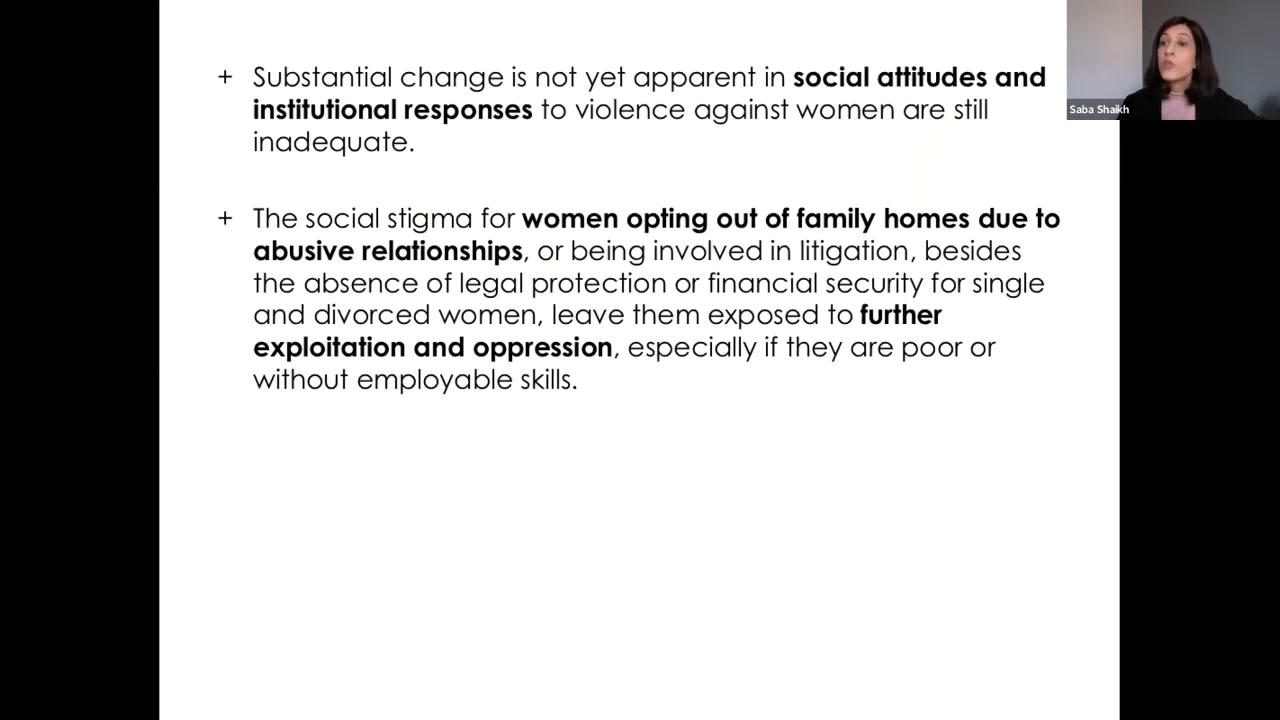 + Substantial change is not yet apparent in social attitudes and
institutional responses to violence against women are still
inadequate.
+ The social stigma for women opting out of family homes due to
abusive relationships, or being involved in litigation, besides
the absence of legal protection or financial security for single
and divorced women, leave them exposed to further
exploitation and oppression, especially if they are poor or
without employable skills.
Saba Shaikh